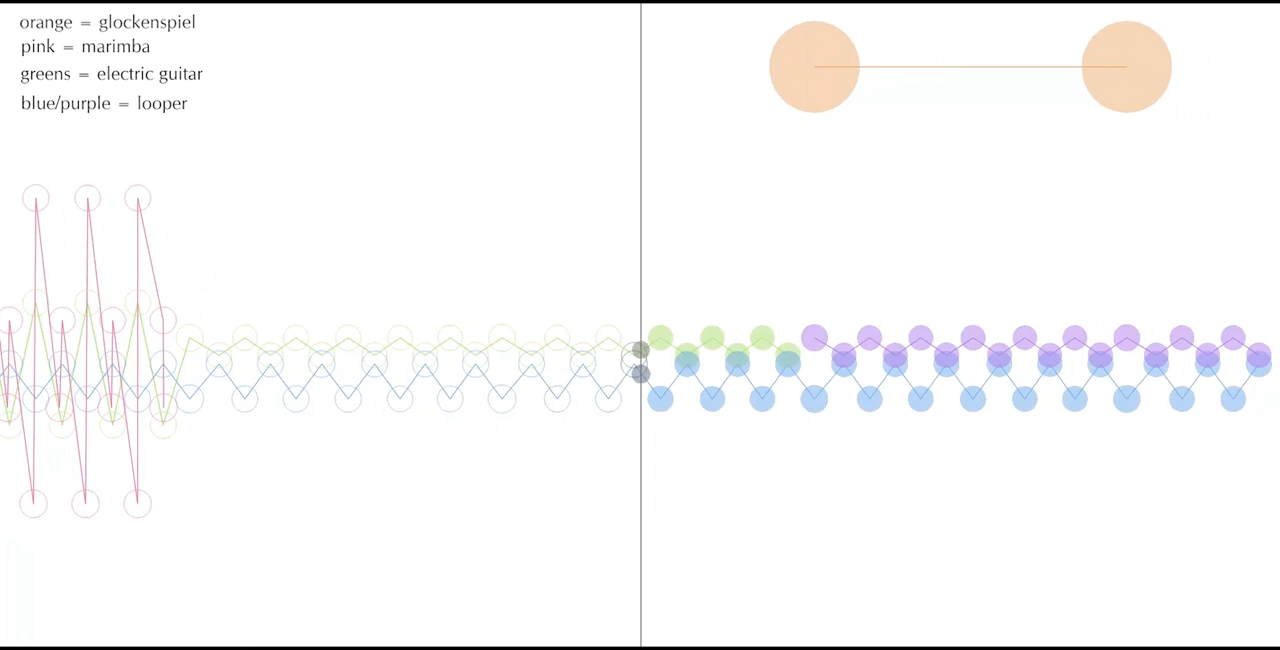 orange = glockenspiel
pink = marimba
greens = electric guitar
blue/purple = looper